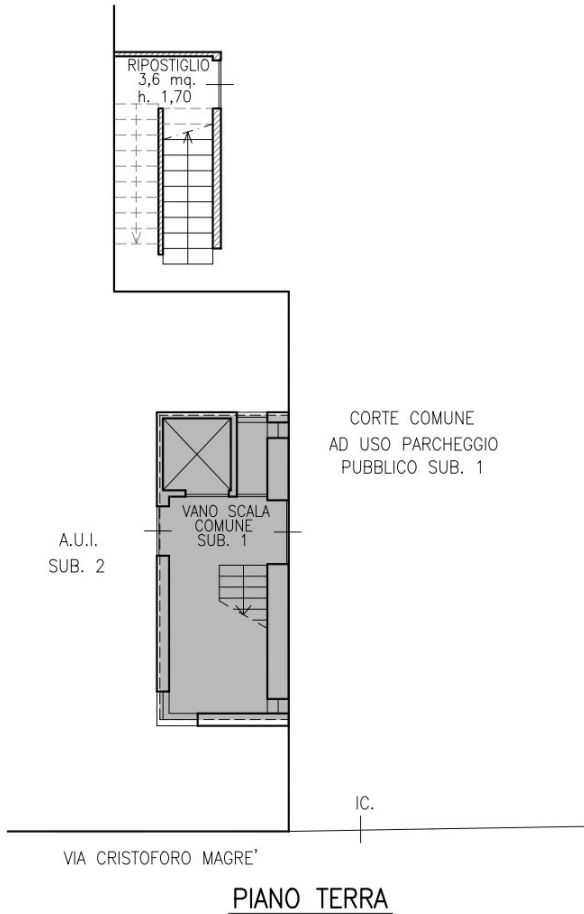 RIPOSTIGLIO
3,6 mq.
h. 1,70
CORTE COMUNE
AD USO PARCHEGGIO
PUBBLICO SUB. 1
VANO SCALA
COMUNE
SUB. 1
A.U.I.
SUB. 2
IC.
VIA CRISTOFORO MAGRE'
PIANO TERRA